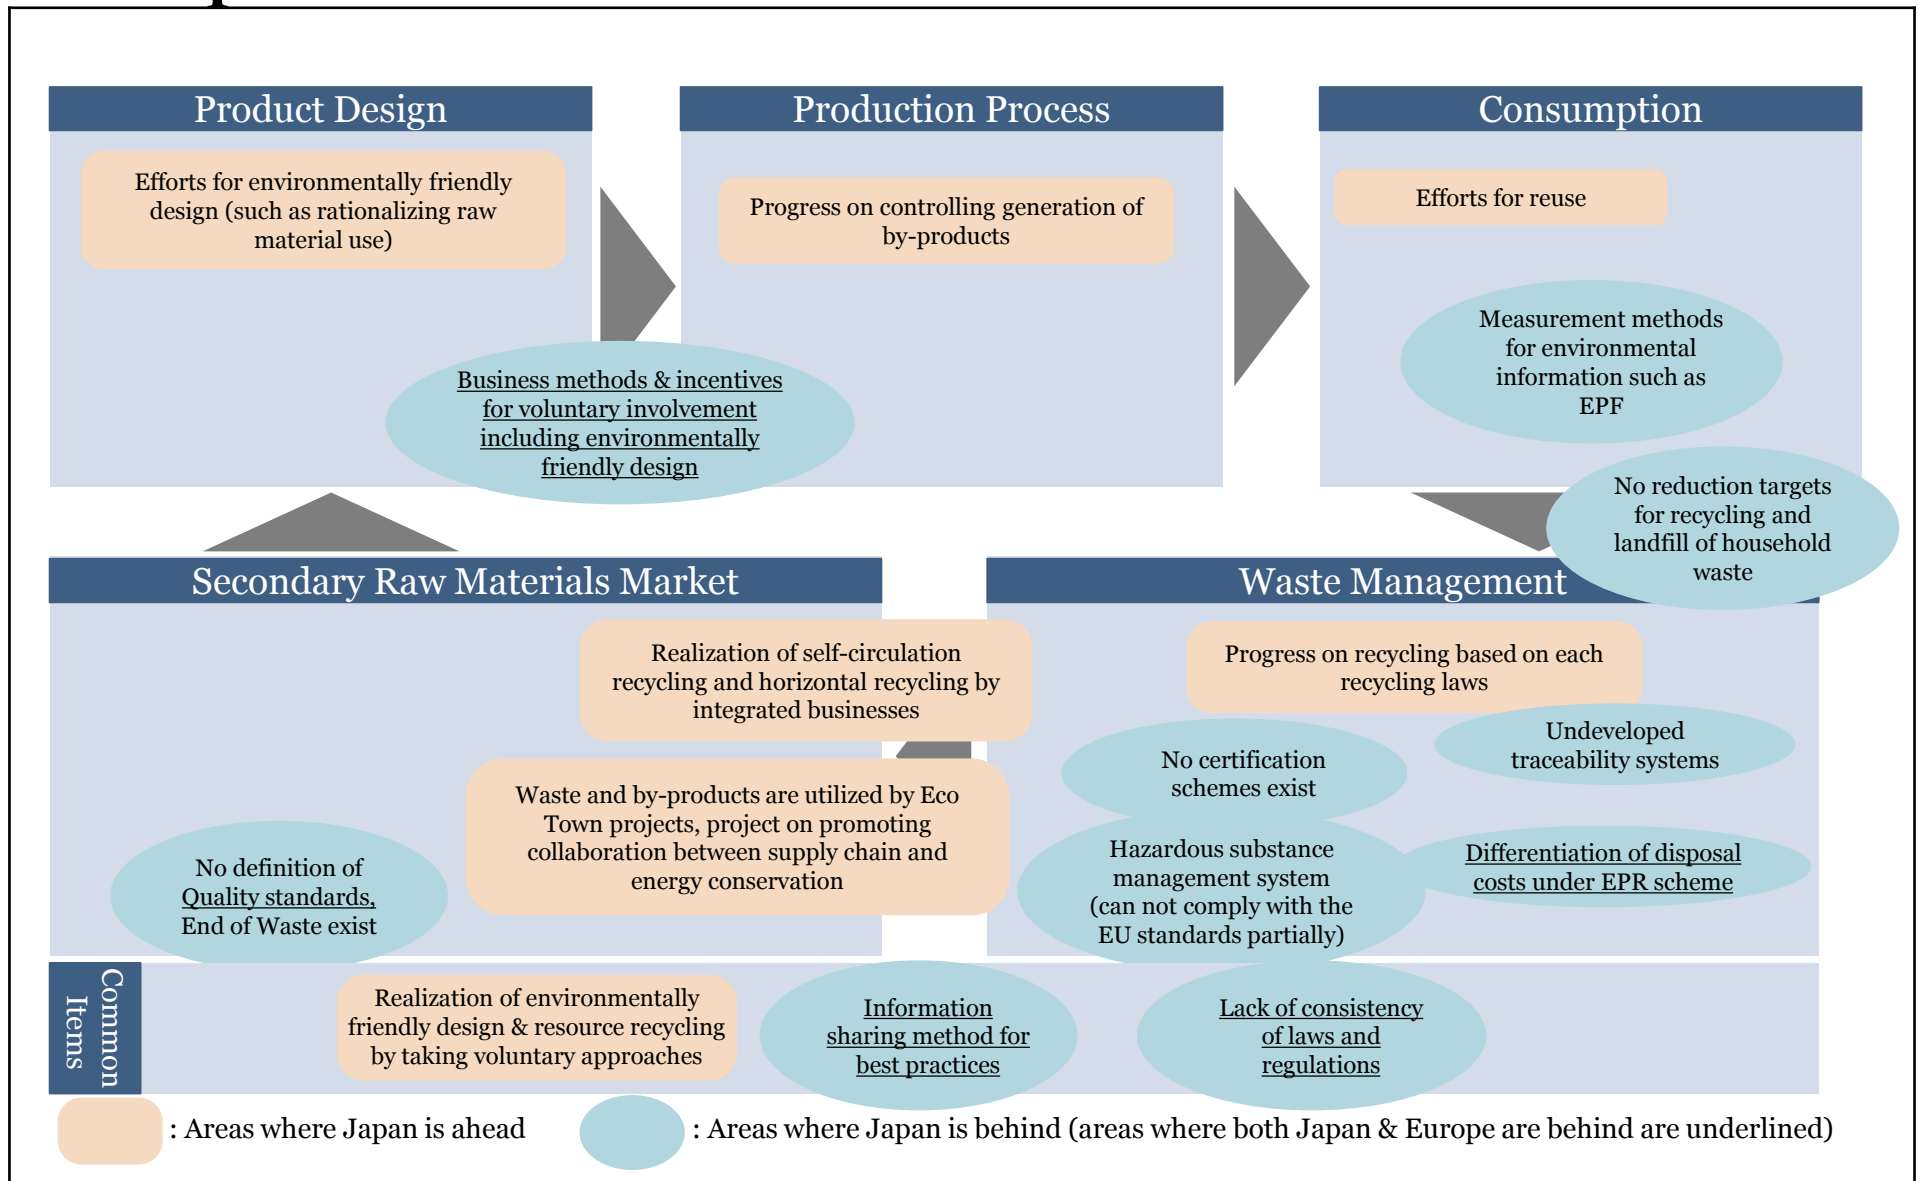 Product Design
Efforts for environmentally friendly
design (such as rationalizing raw
material use)
Production Process
Progress on controlling generation of
by-products
Consumption
Efforts for reuse
Measurement methods
for environmental
information such as
EPF
Business methods & incentives
for voluntary involvement
including environmentally
friendly design
No reduction targets
for recycling and
landfill of household
waste
Secondary Raw Materials Market
Waste Management
Realization of self-circulation
recycling and horizontal recycling by
integrated businesses
Progress on recycling based on each
recycling laws
Undeveloped
traceability systems
No certification
schemes exist
Waste and by-products are utilized by Eco
Town projects, project on promoting
collaboration between supply chain and
energy conservation
No definition of
Quality standards,
End of Waste exist
Hazardous substance
management system
(can not comply with the
EU standards partially)
Differentiation of disposal
costs under EPR scheme
Common
Items
Realization of environmentally
friendly design & resource recycling
by taking voluntary approaches
Information
sharing method for
best practices
Lack of consistency
of laws and
regulations
: Areas where Japan is ahead
: Areas where Japan is behind (areas where both Japan & Europe are behind are underlined)